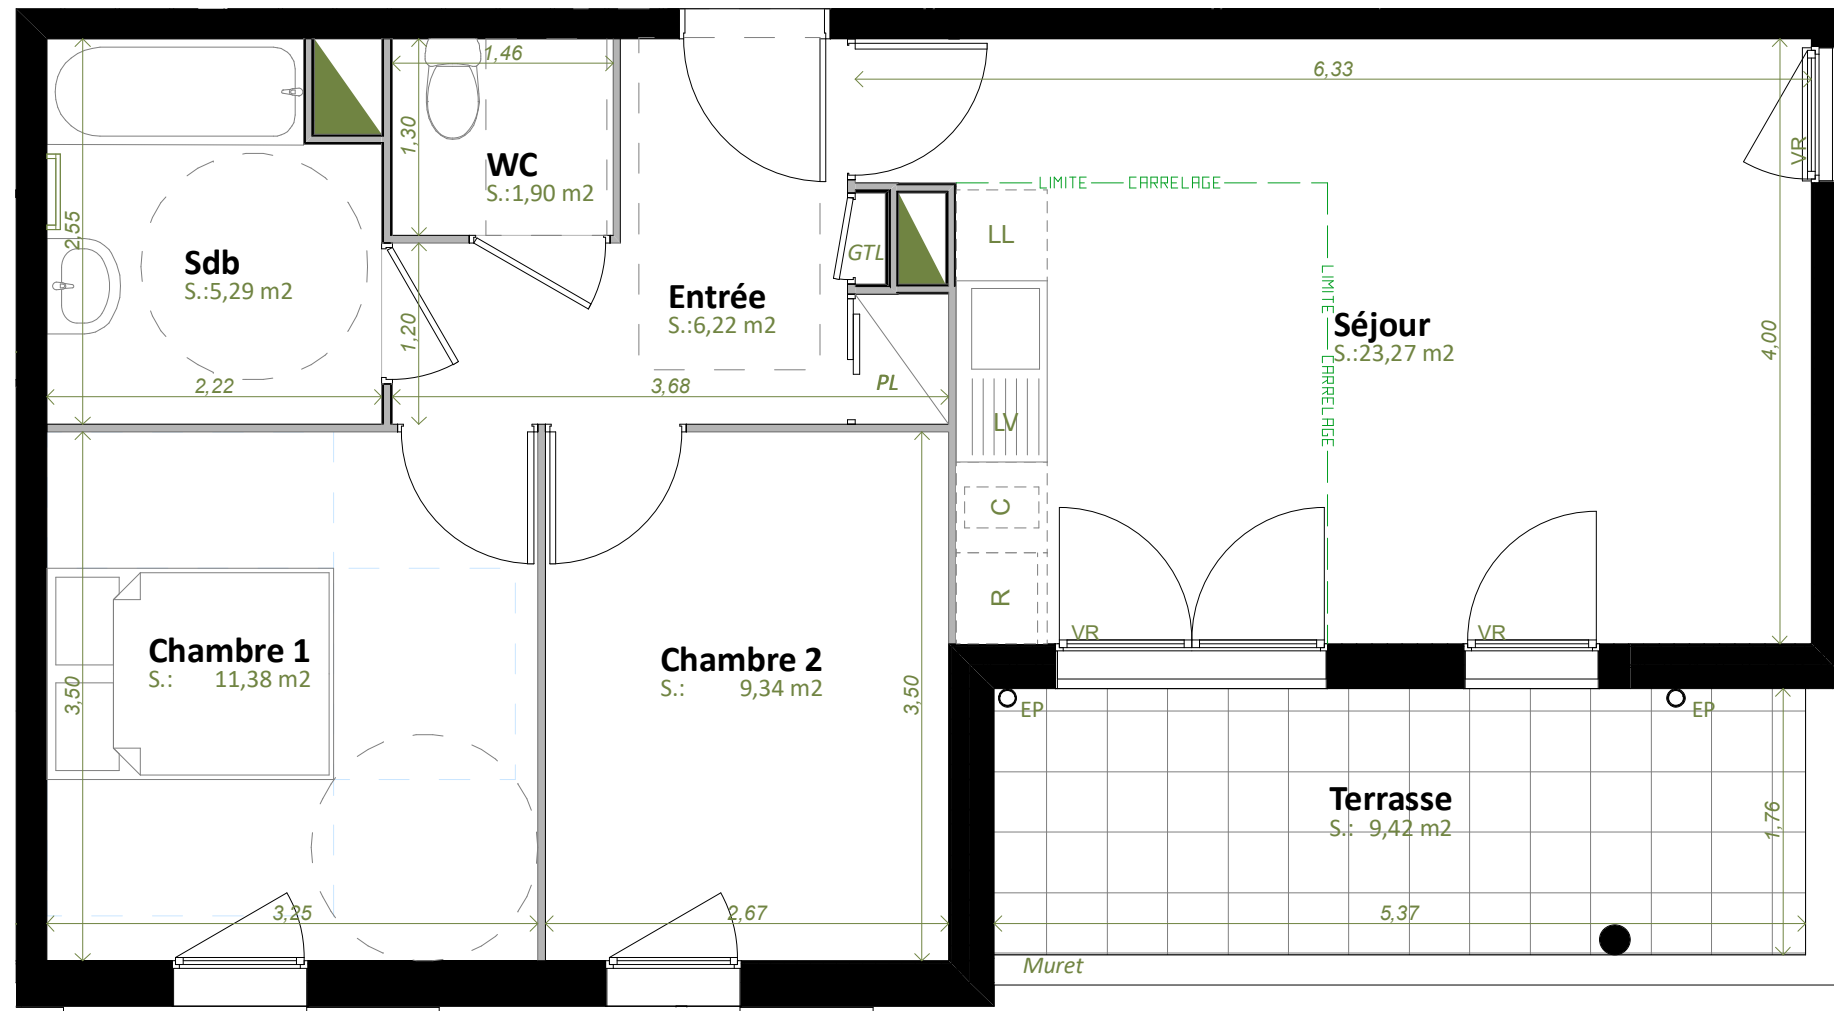 1,46
6,33
1,30
VR
WC
S.:1,90 m2
LIMITE CARRELAGE
2,55
LL
GTL
Sdb
S.:5,29 m2
Entrée
S.:6,22 m2
LIMITE CARRELAGE
Séjour
S.:23,27 m2
4,00
1,20
2,22
3,68
PL
LV
C
R
VR
VR
Chambre 1
S.: 11,38 m2
3,50
Chambre 2
S.: 9,34 m2
3,50
EP
EP
Terrasse
S.: 9,42 m2
1,76
3,25
2,67
5,37
Muret